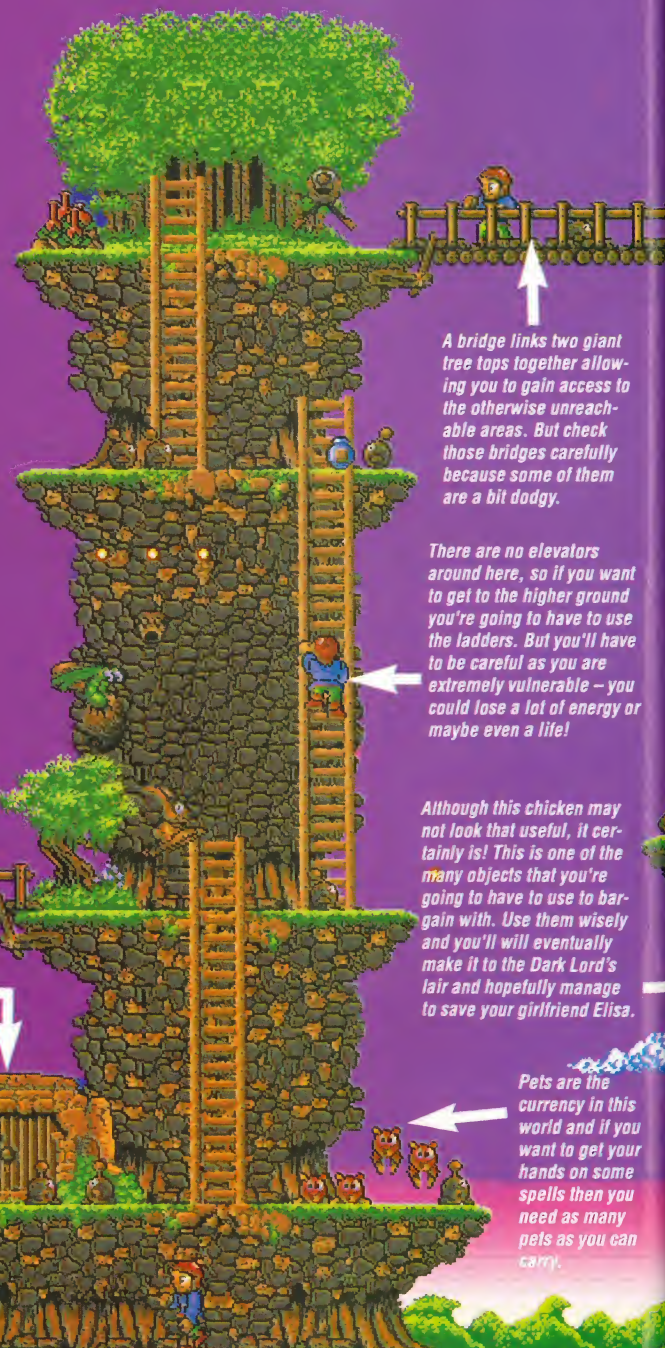 A bridge links two giant
tree tops together allow-
ing you to gain access to
the otherwise unreach-
able areas. But check
those bridges carefully
because some of them
are a bit dodgy.
There are no elevators
around here, so if you want
to get to the higher ground
you're going to have to use
the ladders. But you'll have
to be careful as you are
extremely vulnerable – you
could lose a lot of energy or
maybe even a life!
Although this chicken may
not look that useful, it cer-
tainly is! This is one of the
many objects that you're
going to have to use to bar-
gain with. Use them wisely
and you'll will eventually
make it to the Dark Lord's
lair and hopefully manage
to save your girlfriend Elisa.
Pets are the
currency in this
world and if you
want to get your
hands on some
spells then you
need as many
pets as you can
carry.